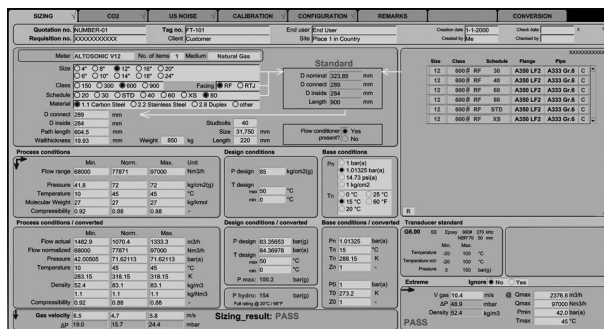 SIZING CO2 US NOISE CALIBRATION CONFIGURATION REMARKS CONVERSION
Quotation no. NUMBER-01 Tag no. FT-101 End user End User Creation date 1-1-2000 Check date
Requisition no. XXXXXXXXXXX Client Customer Site Place 1 in Country Created by Me Checked by
Meter ALTOSONIC V12 No. of items 1 Medium Natural Gas
Size 4" 8" 12" 16" 20"
6" 10" 14" 18" 24"
Class 150 300 600 900 Facing RF RTJ
Schedule 20 30 STD 40 60 XS 80
Material 1.1 Carbon Steel 2.2 Stainless Steel 2.8 Duplex other
D connect 289 mm
D inside 284 mm
Path length 604.5 mm
Wallthickness 19.93 mm Weight 850 kg
Studbolts 40
Size 31,750 mm
Length 220 mm
Standard
D nominal 323.85 mm
D connect 289 mm
D inside 284 mm
Length 900 mm
Flow conditioner present? Yes
No
Size Class Schedule Flange Pipe
12 600# RF 30 A350 LF2 A333 Gr.6 C
12 600# RF 40 A350 LF2 A333 Gr.6 C
12 600# RF 60 A350 LF2 A333 Gr.6 C
12 600# RF 80 A350 LF2 A333 Gr.6 C
12 600# RF STD A350 LF2 A333 Gr.6 C
12 600# RF XS A350 LF2 A333 Gr.6 C
R
Process conditions
Min. Norm. Max. Unit
Flow range 68000 77871 97000 Nm3/h
Pressure 41.8 72 72 kg/cm2(g)
Temperature 10 45 45 °C
Molecular Weight 27 27 27 kg/kmol
Compressibility 0.92 0.88 0.88 -
Design conditions
P design 85 kg/cm2(g)
T design
max 50 °C
min 0 °C
Base conditions
Pn 1 bar(a)
1.01325 bar(a)
14.73 psi(a)
1 kg/cm2
Tn 0 °C 25 °C
15 °C 60 °F
20 °C
Process conditions / converted
Min. Norm. Max.
Flow actual 1482.9 1070.4 1333.3 m3/h
Flow normalized 68000 77871 97000 Nm3/h
Pressure 42.00505 71.62113 71.62113 bar(a)
Temperature 10 45 45 °C
283.15 318.15 318.15 K
Density 52.4 83.1 83.1 kg/m3
1.1 1.1 1.1 kg/Nm3
Compressibility 0.92 0.88 0.88 -
Design conditions / converted
P design 83.35653 bar(g)
84.36978 bar(a)
T design
max 50 °C
min 0 °C
P max: 100.2 bar(g)
P hydro: 154 bar(g)
Full rating @ 20°C / 68°F
Base conditions / converted
Pn 1.01325 bar(a)
Tn 15 °C
Tn 288.15 K
Zn 1 -
P0 1 bar(a)
T0 273.2 K
Z0 1 -
Transducer standard
G6.00 SS Epoxy 900# 270 kHz
Min. Max.
Temperature -20 100 °C
-20 100 °C
Pressure 3 150 bar(g)
Extreme Ignore No Yes
V gas 10.4 m/s @ Qmax 2376.8 m3/h
ΔP 48.9 mbar Qmax 97000 Nm3/h
Density 52.4 kg/m3 Pmin 42.0 bar(a)
PASS Tmax 45 °C
Gas velocity 6.5 4.7 5.8 m/s
ΔP 19.0 15.7 24.4 mbar
Sizing_result: PASS